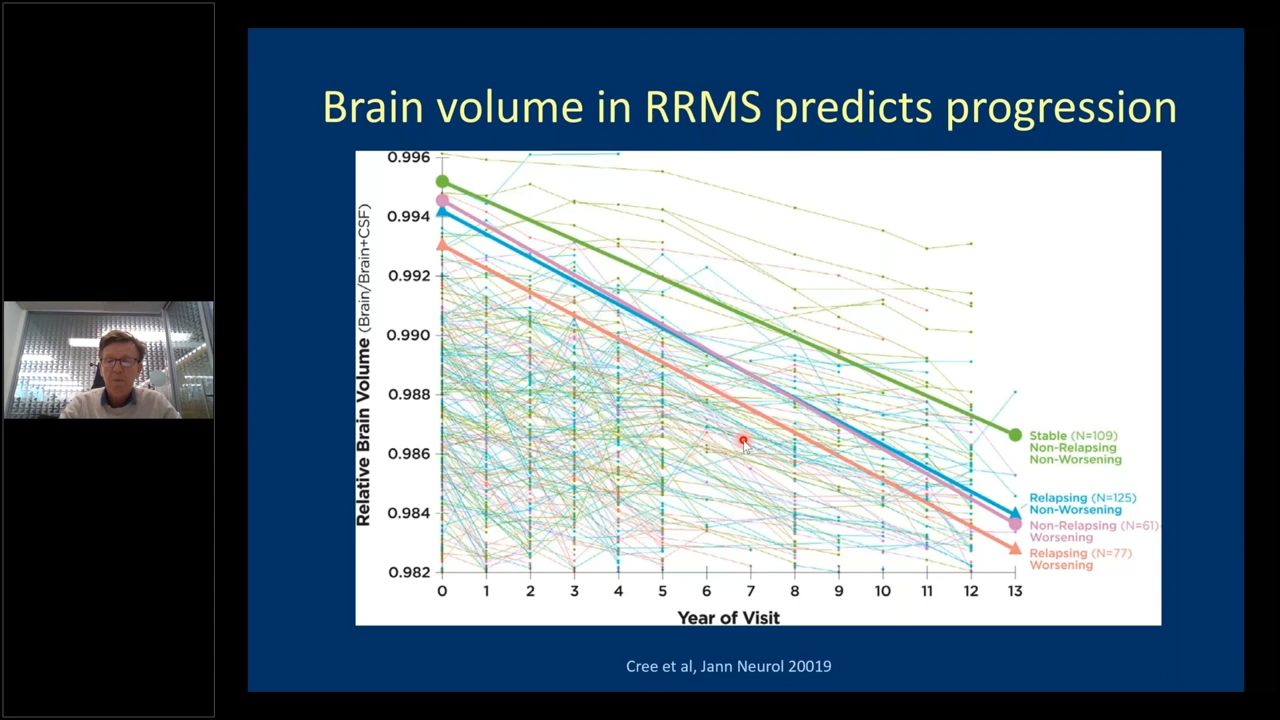 Brain volume in RRMS predicts progression
Relative Brain Volume (Brain/Brain+CSF)
0.996
0.994
0.992
0.990
0.988
0.986
0.984
0.982
0 1 2 3 4 5 6 7 8 9 10 11 12 13
Year of Visit
Stable (N=109)
Non-Relapsing
Non-Worsening
Relapsing (N=125)
Non-Worsening
Non-Relapsing (N=61)
Worsening
Relapsing (N=77)
Worsening
Cree et al, Jann Neurol 20019